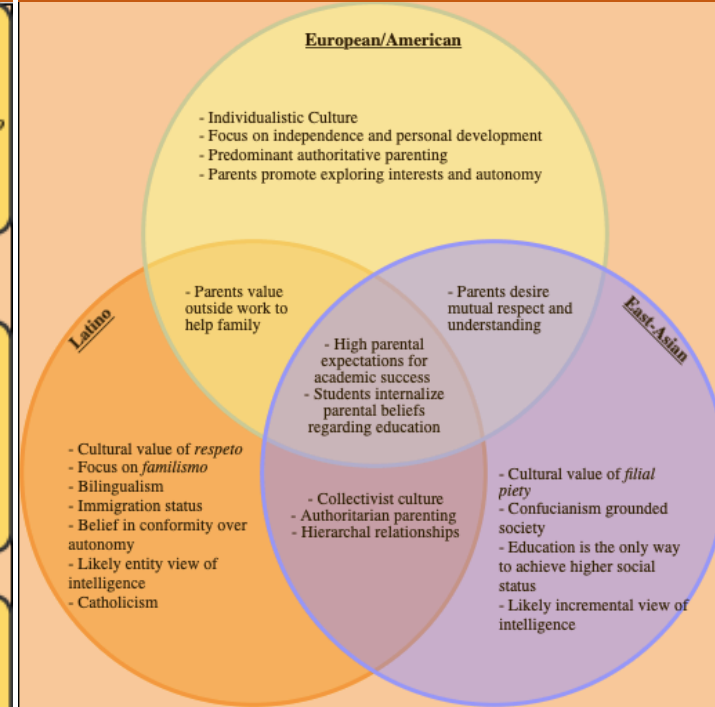 European/American
- Individualistic Culture
- Focus on independence and personal development
- Predominant authoritative parenting
- Parents promote exploring interests and autonomy
- Parents value
outside work to
help family
- Parents desire
mutual respect and
understanding
Latino
East-Asian
- High parental
expectations for
academic success
- Students internalize
parental beliefs
regarding education
- Cultural value of respeto
- Focus on familismo
- Bilingualism
- Immigration status
- Belief in conformity over
autonomy
- Likely entity view of
intelligence
- Catholicism
- Collectivist culture
- Authoritarian parenting
- Hierarchal relationships
- Cultural value of filial
piety
- Confucianism grounded
society
- Education is the only way
to achieve higher social
status
- Likely incremental view of
intelligence